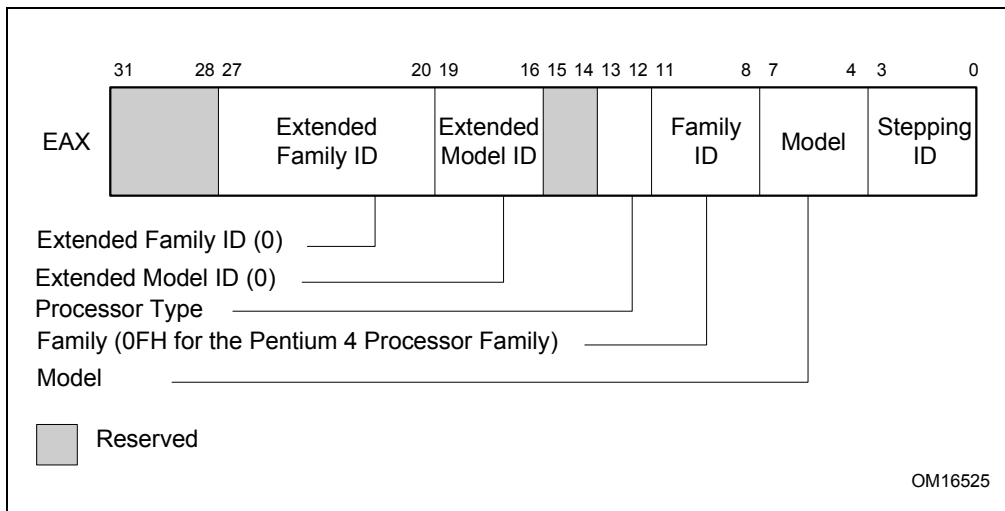 31 28 27 20 19 16 15 14 13 12 11 8 7 4 3 0
EAX
Extended Family ID
Extended Model ID
Family ID
Model
Stepping ID
Extended Family ID (0)
Extended Model ID (0)
Processor Type
Family (0FH for the Pentium 4 Processor Family)
Model
Reserved
OM16525